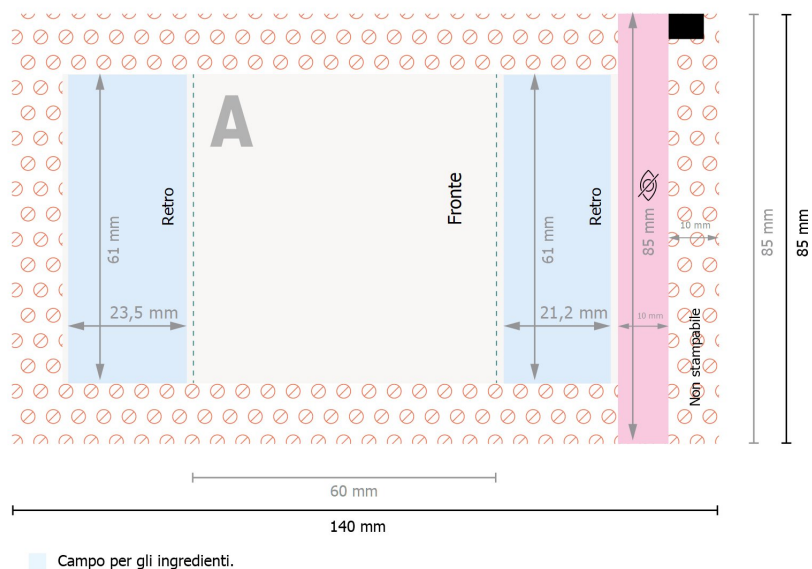 A
Retro
Fronte
Retro
61 mm
61 mm
85 mm
10 mm
85 mm
85 mm
23,5 mm
21,2 mm
10 mm
Non stampabile
60 mm
140 mm
Campo per gli ingredienti.